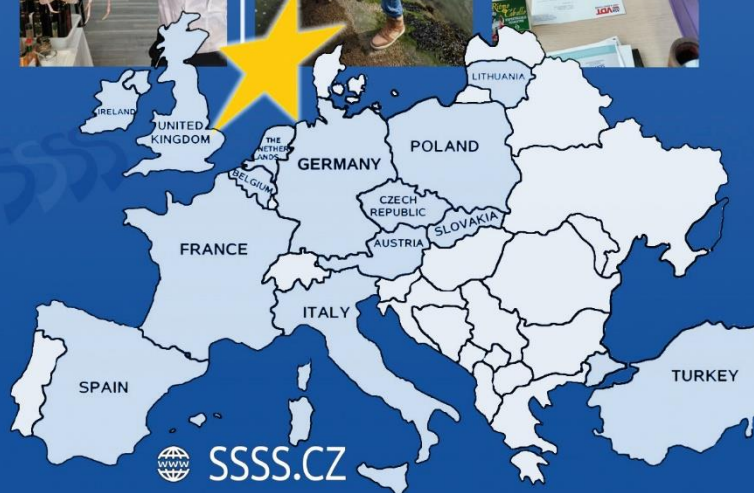 VDT
LITHUANIA
IRELAND
UNITED
KINGDOM
THE
NETHER
LANDS
BELGIUM
GERMANY
POLAND
CZECH
REPUBLIC
SLOVAKIA
AUSTRIA
FRANCE
ITALY
SPAIN
TURKEY
www SSSS.CZ